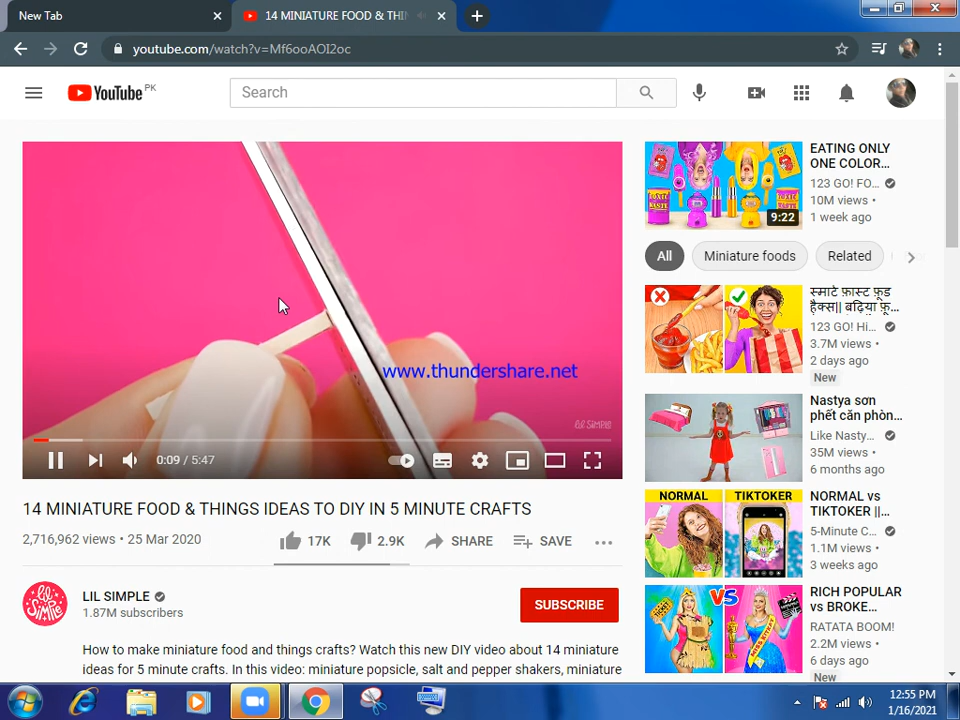 New Tab
14 MINIATURE FOOD & THI
youtube.com/watch?v=Mf6ooAOI2oc
YouTube PK
Search
www.thundershare.net
lil SiMPLE
0:09 / 5:47
14 MINIATURE FOOD & THINGS IDEAS TO DIY IN 5 MINUTE CRAFTS
2,716,962 views • 25 Mar 2020
17K
2.9K
SHARE
SAVE
lil SiMPLE
LIL SIMPLE
1.87M subscribers
SUBSCRIBE
How to make miniature food and things crafts? Watch this new DIY video about 14 miniature
ideas for 5 minute crafts. In this video: miniature popsicle, salt and pepper shakers, miniature
9:22
EATING ONLY
ONE COLOR...
123 GO! FO...
10M views •
1 week ago
All
Miniature foods
Related
स्मार्ट फ़ास्ट फ़ूड
हैक्स|| बढ़िया फ़ू...
123 GO! Hi...
3.7M views •
2 days ago
New
Nastya sơn
phết căn phòn...
Like Nasty...
35M views •
6 months ago
NORMAL
TIKTOKER
NORMAL vs
TIKTOKER ||...
5-Minute C...
1.1M views •
3 weeks ago
TICKET
VS
RICH POPULAR
vs BROKE...
RATATA BOOM!
2.2M views •
6 days ago
New
12:55 PM
1/16/2021